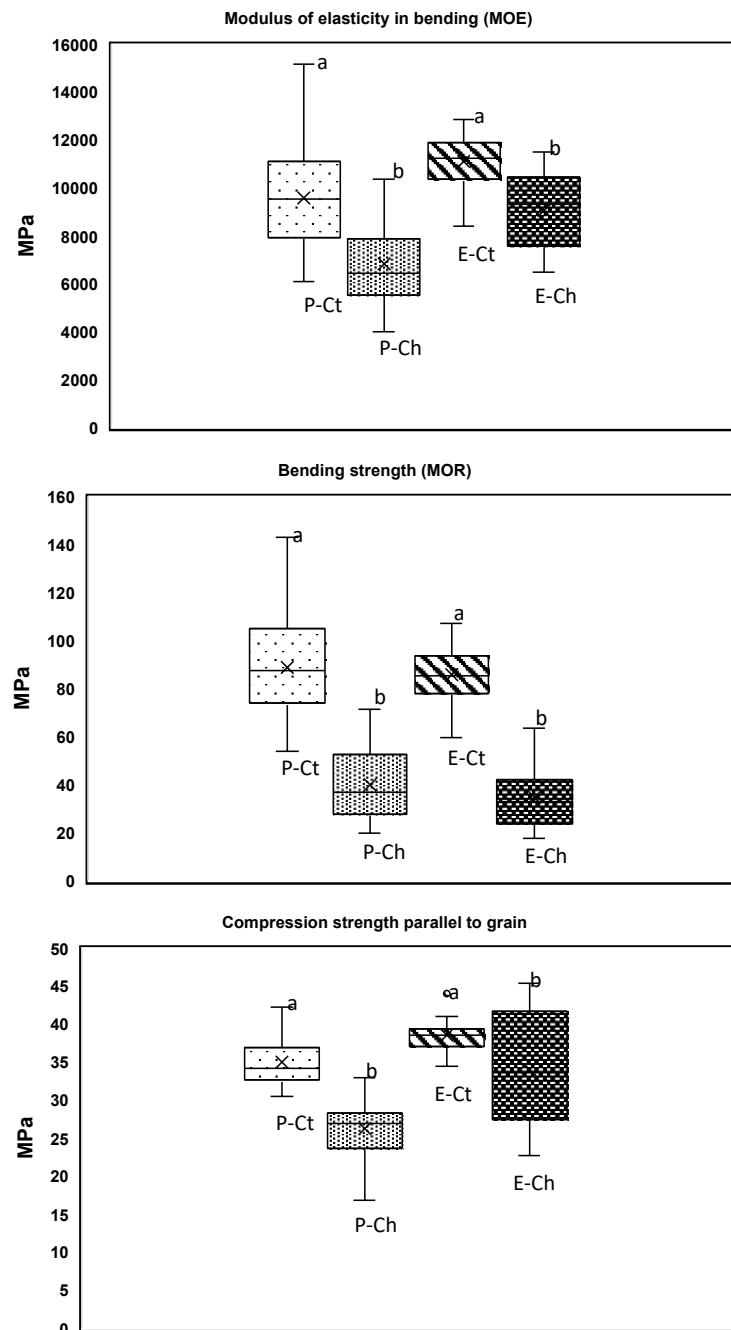 Modulus of elasticity in bending (MOE)
16000
14000
12000
10000
8000
6000
4000
2000
0
MPa
a
b
a
b
P-Ct
P-Ch
E-Ct
E-Ch
Bending strength (MOR)
160
140
120
100
80
60
40
20
0
MPa
a
b
a
b
P-Ct
P-Ch
E-Ct
E-Ch
Compression strength parallel to grain
50
45
40
35
30
25
20
15
10
5
0
MPa
a
b
a
b
P-Ct
P-Ch
E-Ct
E-Ch